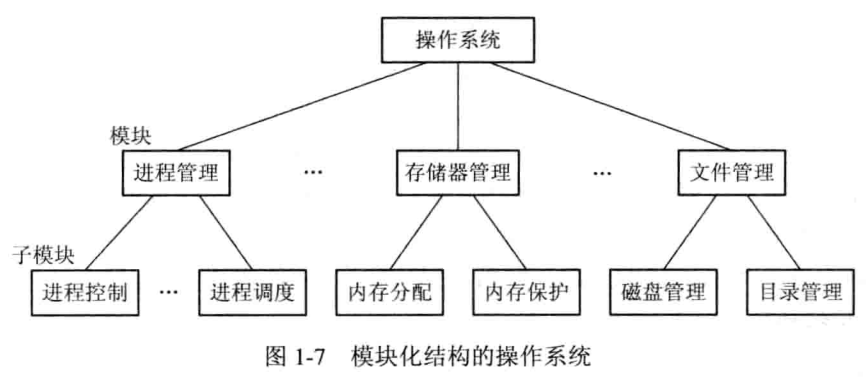 操作系统
模块
进程管理 … 存储器管理 … 文件管理
子模块
进程控制 … 进程调度 内存分配 内存保护 磁盘管理 目录管理
图 1-7 模块化结构的操作系统